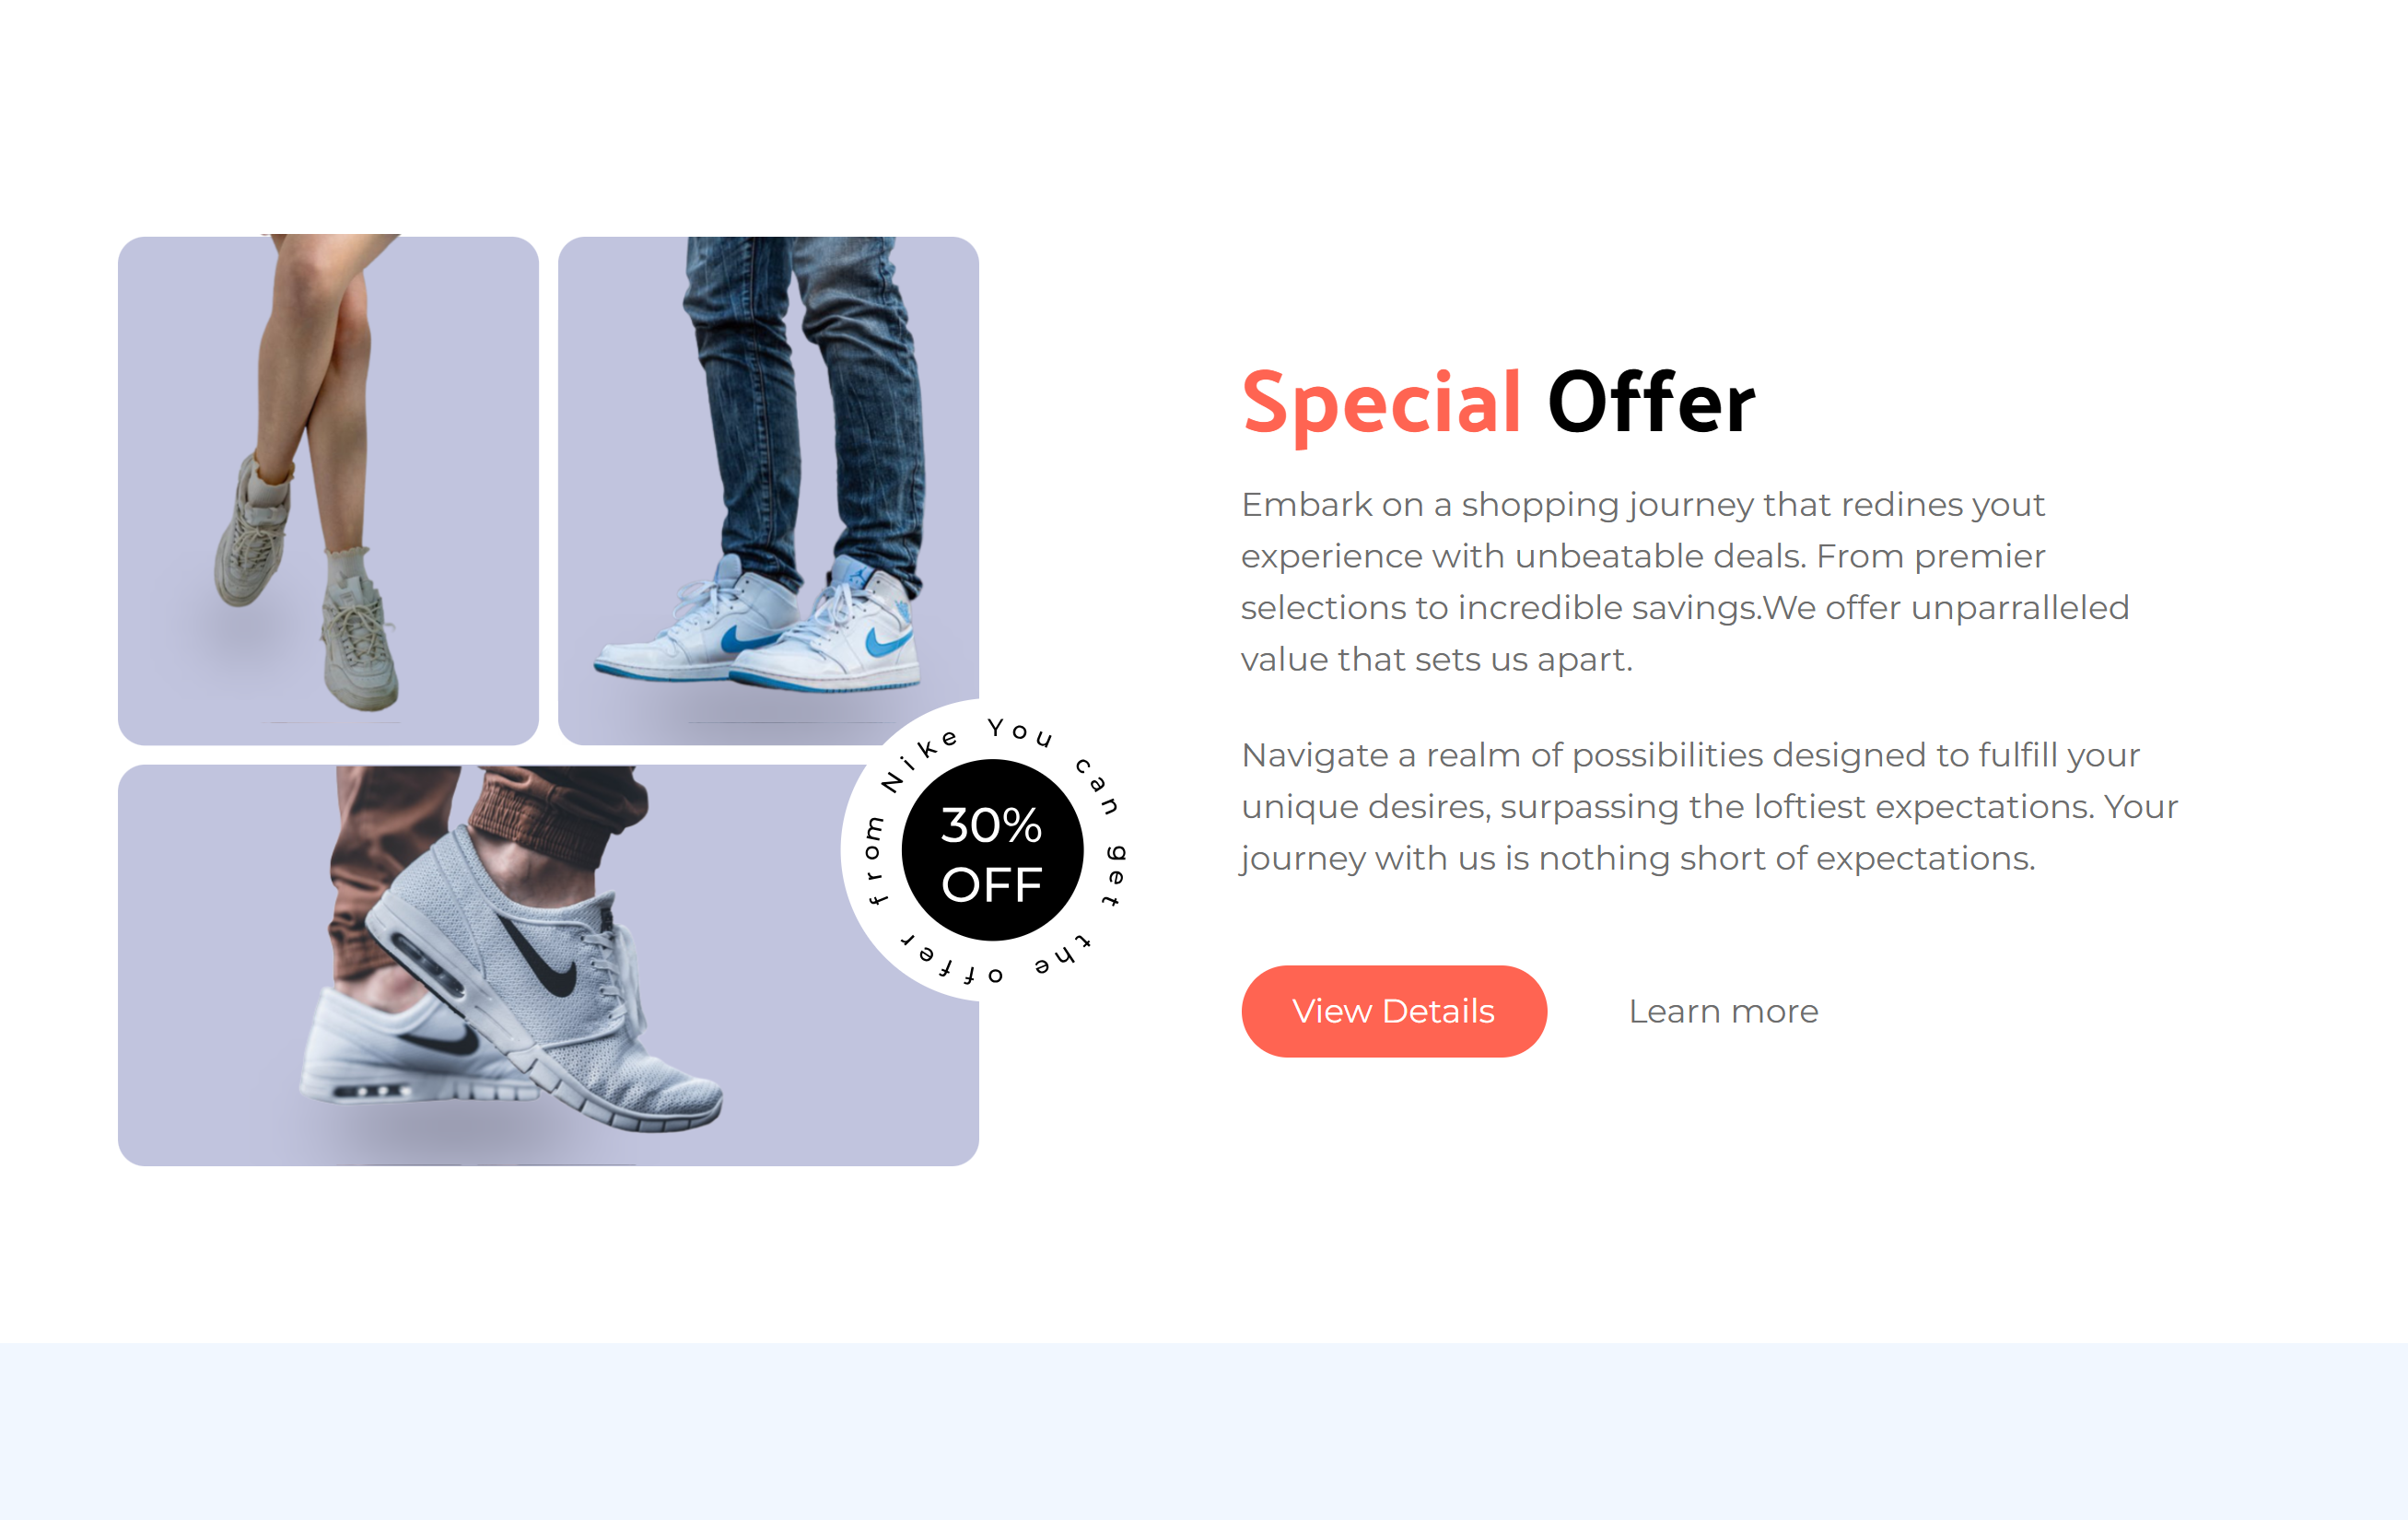 Special Offer
Embark on a shopping journey that redines yout
experience with unbeatable deals. From premier
selections to incredible savings.We offer unparralleled
value that sets us apart.
Navigate a realm of possibilities designed to fulfill your
unique desires, surpassing the loftiest expectations. Your
journey with us is nothing short of expectations.
View Details
Learn more
You can get the offer from Nike
30%
OFF